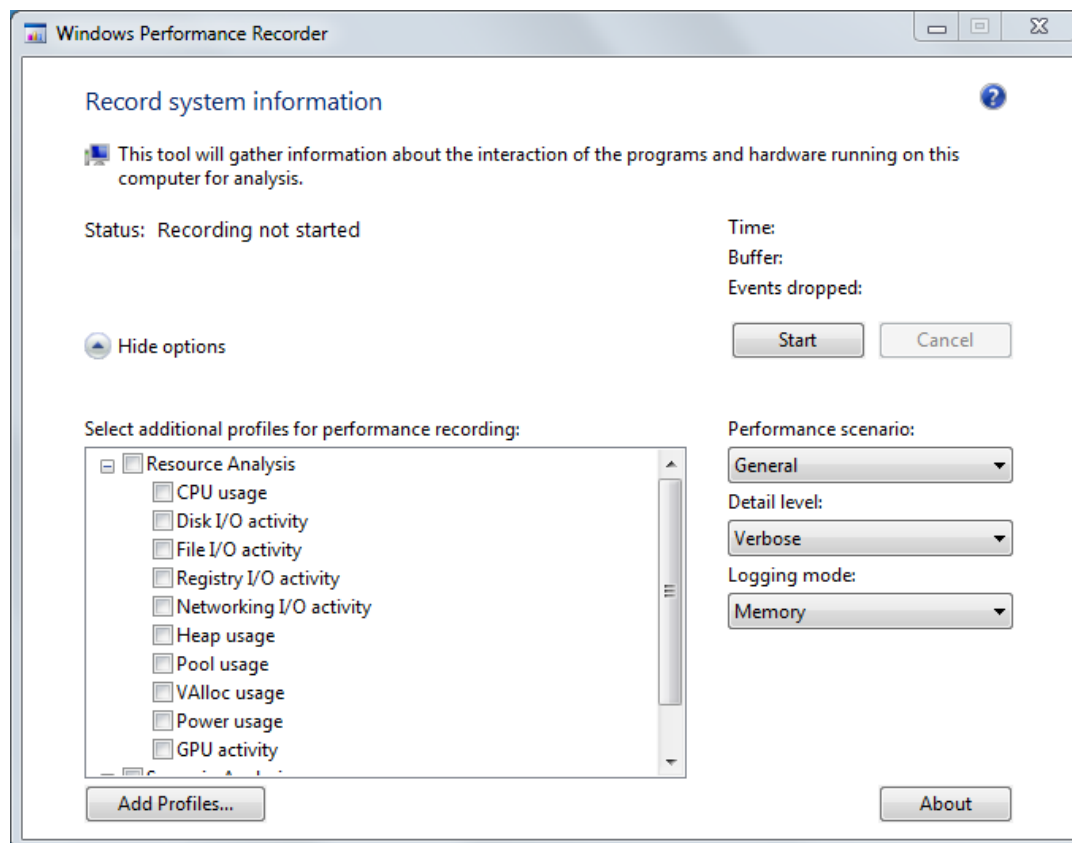 Windows Performance Recorder
Record system information
This tool will gather information about the interaction of the programs and hardware running on this
computer for analysis.
Status: Recording not started
Time:
Buffer:
Events dropped:
Hide options
Start
Cancel
Select additional profiles for performance recording:
Resource Analysis
CPU usage
Disk I/O activity
File I/O activity
Registry I/O activity
Networking I/O activity
Heap usage
Pool usage
VAlloc usage
Power usage
GPU activity
Performance scenario:
General
Detail level:
Verbose
Logging mode:
Memory
Add Profiles...
About